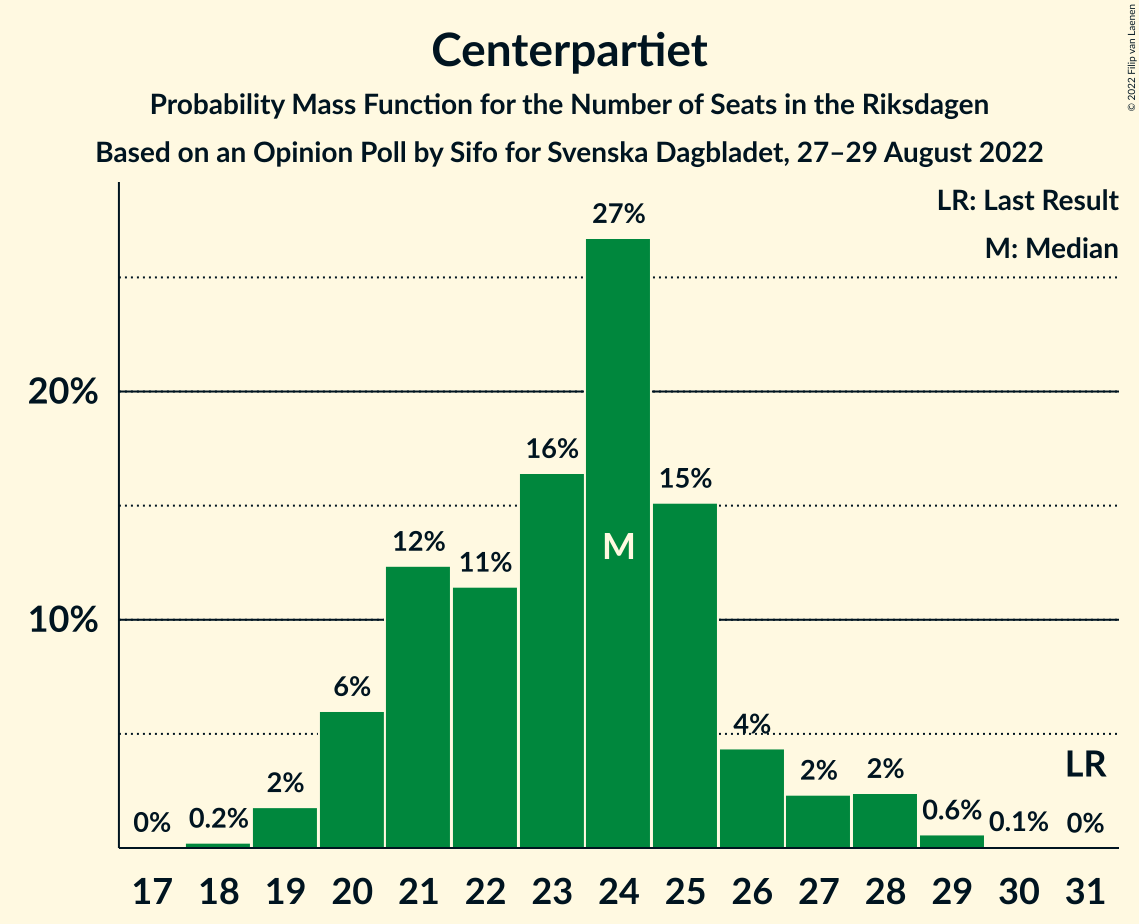 Centerpartiet
Probability Mass Function for the Number of Seats in the Riksdagen
Based on an Opinion Poll by Sifo for Svenska Dagbladet, 27–29 August 2022
© 2022 Filip van Laenen
LR: Last Result
M: Median
20%
10%
0%
0.2%
2%
6%
12%
11%
16%
27%
M
15%
4%
2%
2%
0.6%
0.1%
LR
0%
17 18 19 20 21 22 23 24 25 26 27 28 29 30 31